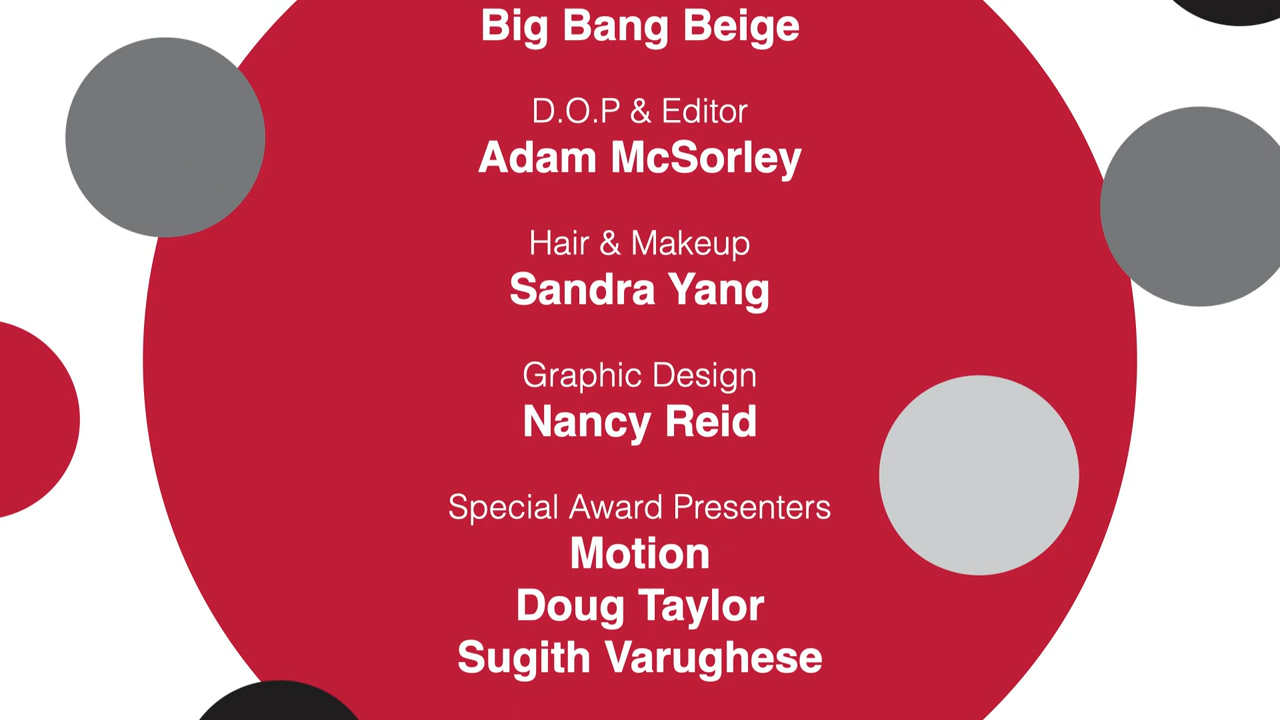 Big Bang Beige
D.O.P & Editor
Adam McSorley
Hair & Makeup
Sandra Yang
Graphic Design
Nancy Reid
Special Award Presenters
Motion
Doug Taylor
Sugith Varughese